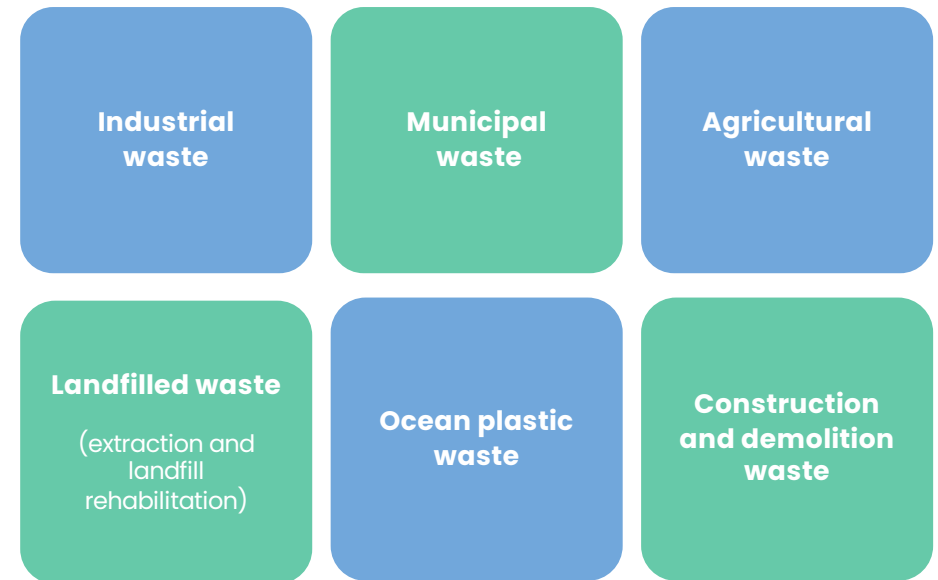 Industrial
waste
Municipal
waste
Agricultural
waste
Landfilled waste
(extraction and
landfill
rehabilitation)
Ocean plastic
waste
Construction
and demolition
waste